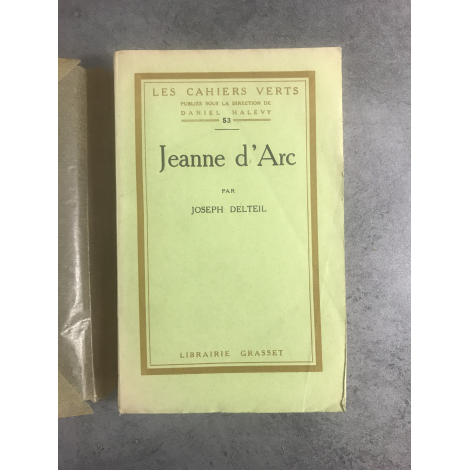 LES CAHIERS VERTS
PUBLIÉS SOUS LA DIRECTION DE
DANIEL HALÉVY
53
Jeanne d'Arc
PAR
JOSEPH DELTEIL
LIBRAIRIE GRASSET